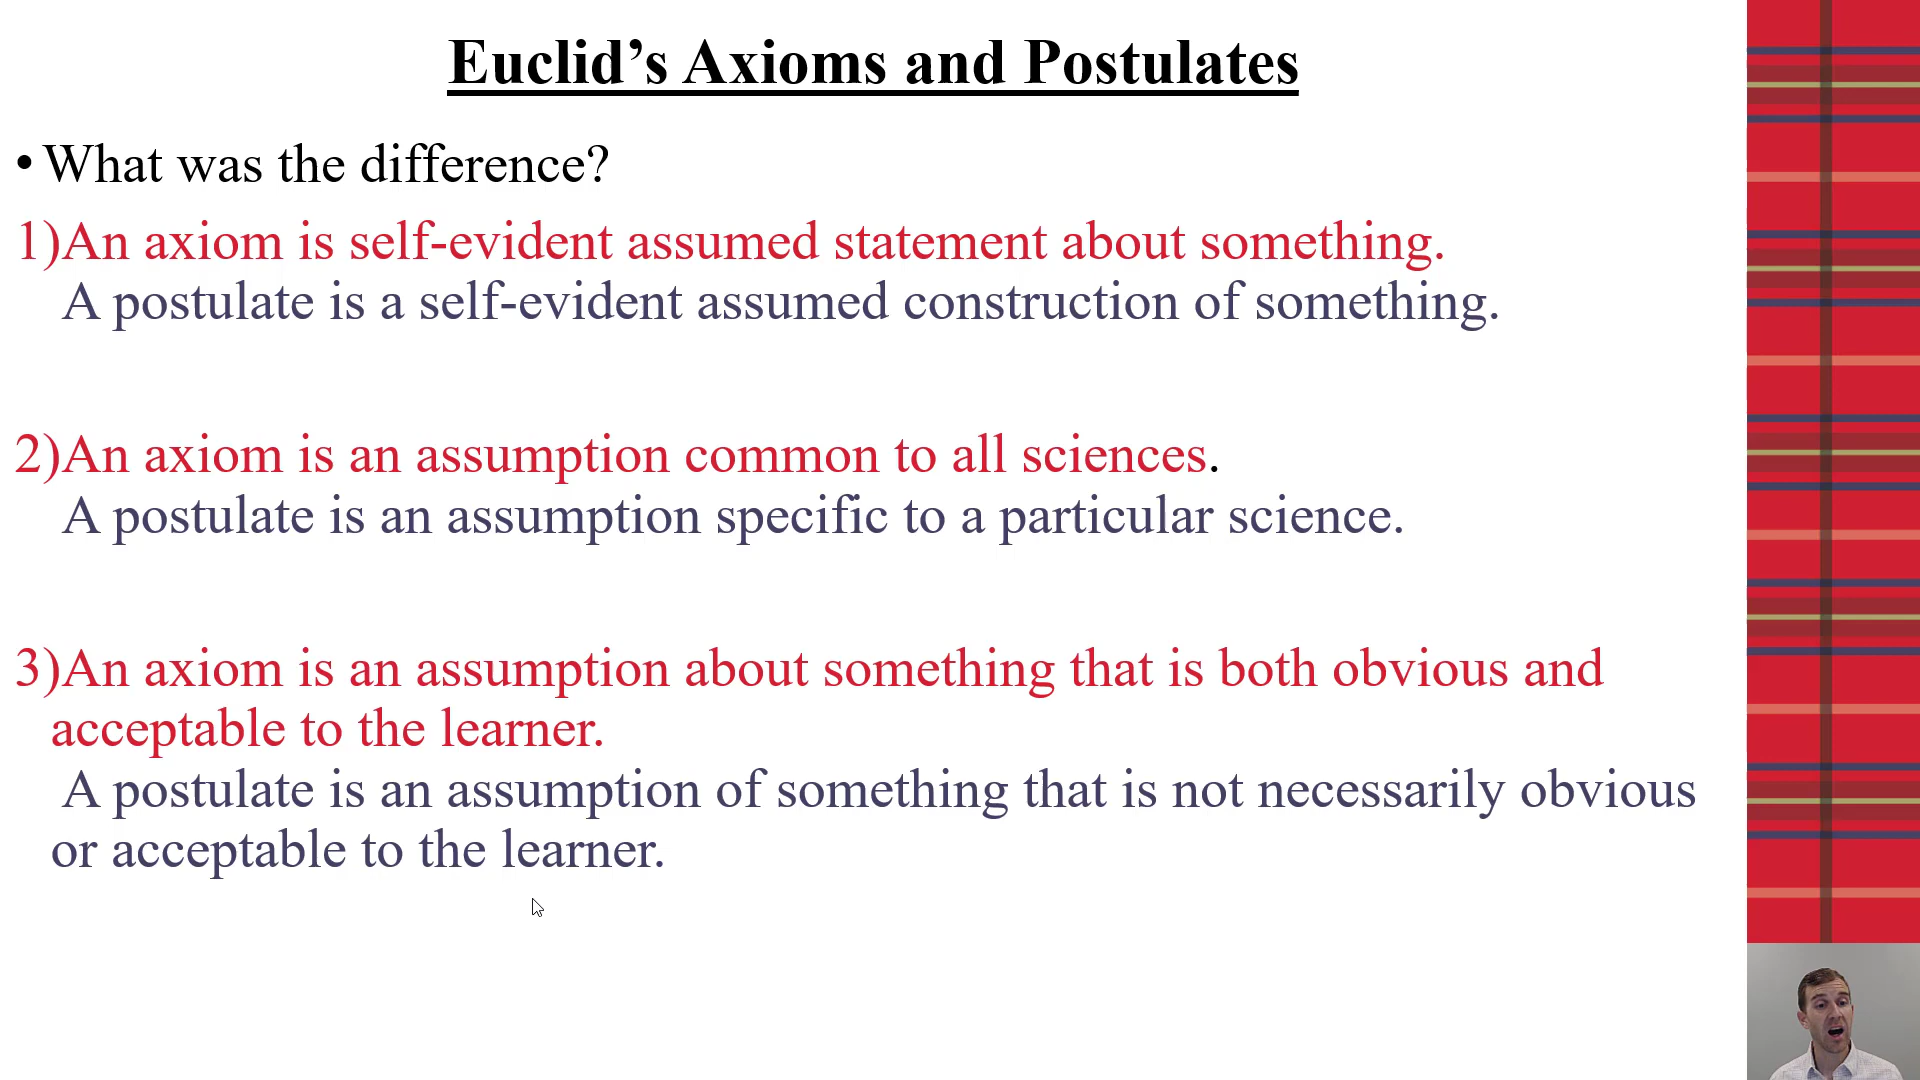 Euclid’s Axioms and Postulates
• What was the difference?
1)An axiom is self-evident assumed statement about something.
A postulate is a self-evident assumed construction of something.
2)An axiom is an assumption common to all sciences.
A postulate is an assumption specific to a particular science.
3)An axiom is an assumption about something that is both obvious and
acceptable to the learner.
A postulate is an assumption of something that is not necessarily obvious
or acceptable to the learner.